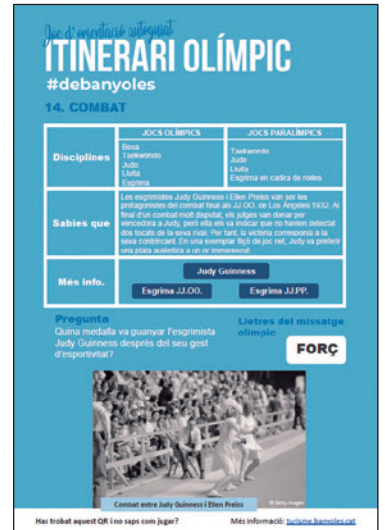 Joc d'orientació autoguiat
ITINERARI OLÍMPIC
#debanyoles
14. COMBAT
JOCS OLÍMPICS
JOCS PARALÍMPICS
Disciplines
Boxa
Taekwondo
Judo
Lluita
Esgrima
Taekwondo
Judo
Lluita
Esgrima en cadira de rodes
Sabies que
Les esgrimistes Judy Guinness i Ellen Preiss van ser les
protagonistes del combat final als JJ.OO. de Los Ángeles 1932. Al
final d'un combat molt disputat, els jutges van donar per
vencedora a Judy, però ella els va indicar que no havien detectat
dos tocats de la seva rival. Per tant, la victòria corresponia a la
seva contrincant. En una exemplar lliçó de joc net, Judy va preferir
una plata autèntica a un or immerescut.
Més info.
Judy Guinness
Esgrima JJ.OO.
Esgrima JJ.PP.
Pregunta
Quina medalla va guanyar l'esgrimista
Judy Guinness després del seu gest
d'esportivitat?
Lletres del missatge
olímpic
FORÇ
© Getty Images
Combat entre Judy Guinness i Ellen Preiss
Has trobat aquest QR i no saps com jugar?
Més informació: turisme.banyoles.cat